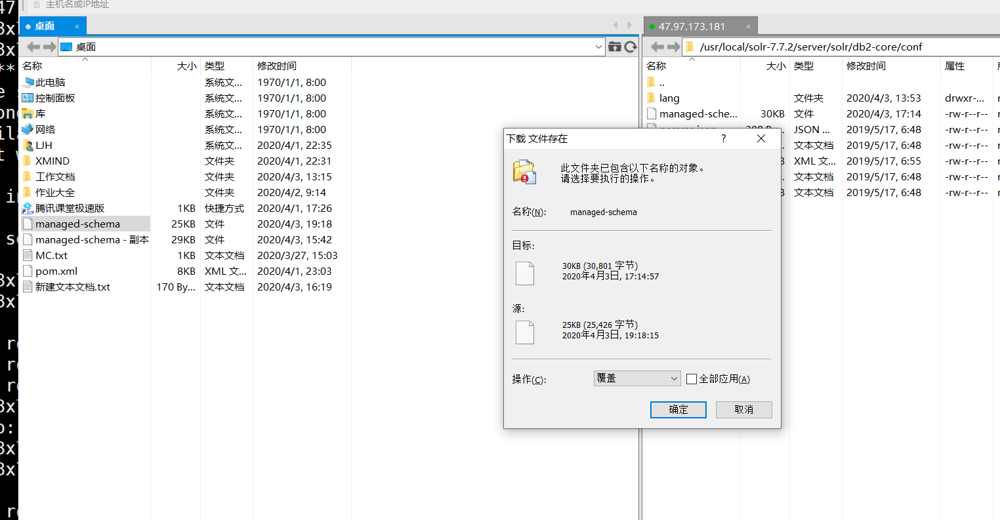 主机名或IP地址
47
桌面 ×
47.97.173.181 ×
桌面
/usr/local/solr-7.7.2/server/solr/db2-core/conf
名称 大小 类型 修改时间
此电脑 系统文... 1970/1/1, 8:00
控制面板 系统文... 1970/1/1, 8:00
库 系统文... 1970/1/1, 8:00
网络 系统文... 1970/1/1, 8:00
LJH 系统文... 2020/4/1, 22:35
XMIND 文件夹 2020/4/1, 22:31
工作文档 文件夹 2020/4/3, 13:15
作业大全 文件夹 2020/4/2, 9:14
腾讯课堂极速版 1KB 快捷方式 2020/4/1, 17:26
managed-schema 25KB 文件 2020/4/3, 19:18
managed-schema - 副本 29KB 文件 2020/4/3, 15:42
MC.txt 1KB 文本文档 2020/3/27, 15:03
pom.xml 8KB XML 文... 2020/4/1, 23:03
新建文本文档.txt 170 By... 文本文档 2020/4/3, 16:19
名称 大小 类型 修改时间 属性
..
lang 文件夹 2020/4/3, 13:53 drwxr-...
managed-sche... 30KB 文件 2020/4/3, 17:14 -rw-r--r--
JSON ... 2019/5/17, 6:48 -rw-r--r--
文本文档 2019/5/17, 6:48 -rw-r--r--
XML 文... 2019/5/17, 6:55 -rw-r--r--
文本文档 2019/5/17, 6:48 -rw-r--r--
文本文档 2019/5/17, 6:48 -rw-r--r--
下载 文件存在 ?
此文件夹已包含以下名称的对象。
请选择要执行的操作。
名称(N): managed-schema
目标:
30KB (30,801 字节)
2020年4月3日, 17:14:57
源:
25KB (25,426 字节)
2020年4月3日, 19:18:15
操作(C): 覆盖 全部应用(A)
确定 取消